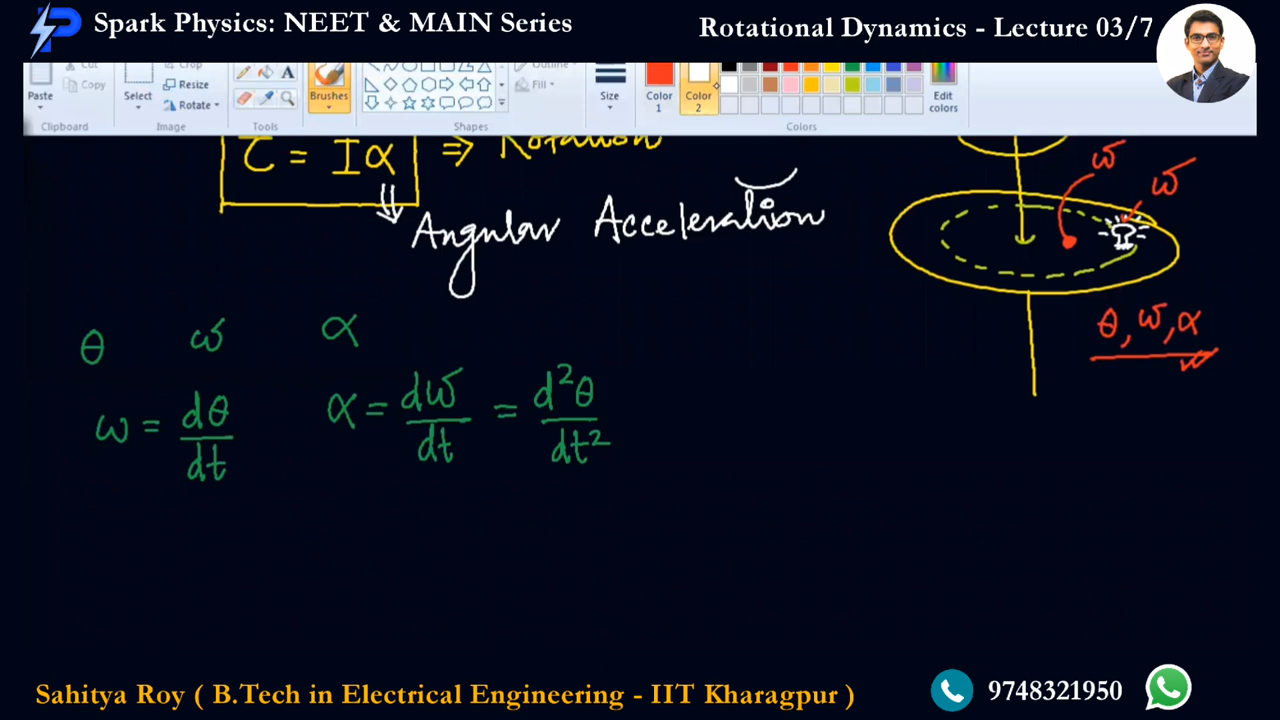 Spark Physics: NEET & MAIN Series
Rotational Dynamics - Lecture 03/7
Paste
Cut
Copy
Clipboard
Select
Crop
Resize
Rotate
Image
A
Tools
Brushes
Outline
Fill
Shapes
Size
Color 1
Color 2
Edit colors
Colors
τ = Iα ⇒ Rotation
⇓ Angular Acceleration
ω ω
θ, ω, α
θ ω α
ω = dθ/dt α = dω/dt = d²θ/dt²
Sahitya Roy ( B.Tech in Electrical Engineering - IIT Kharagpur )
9748321950